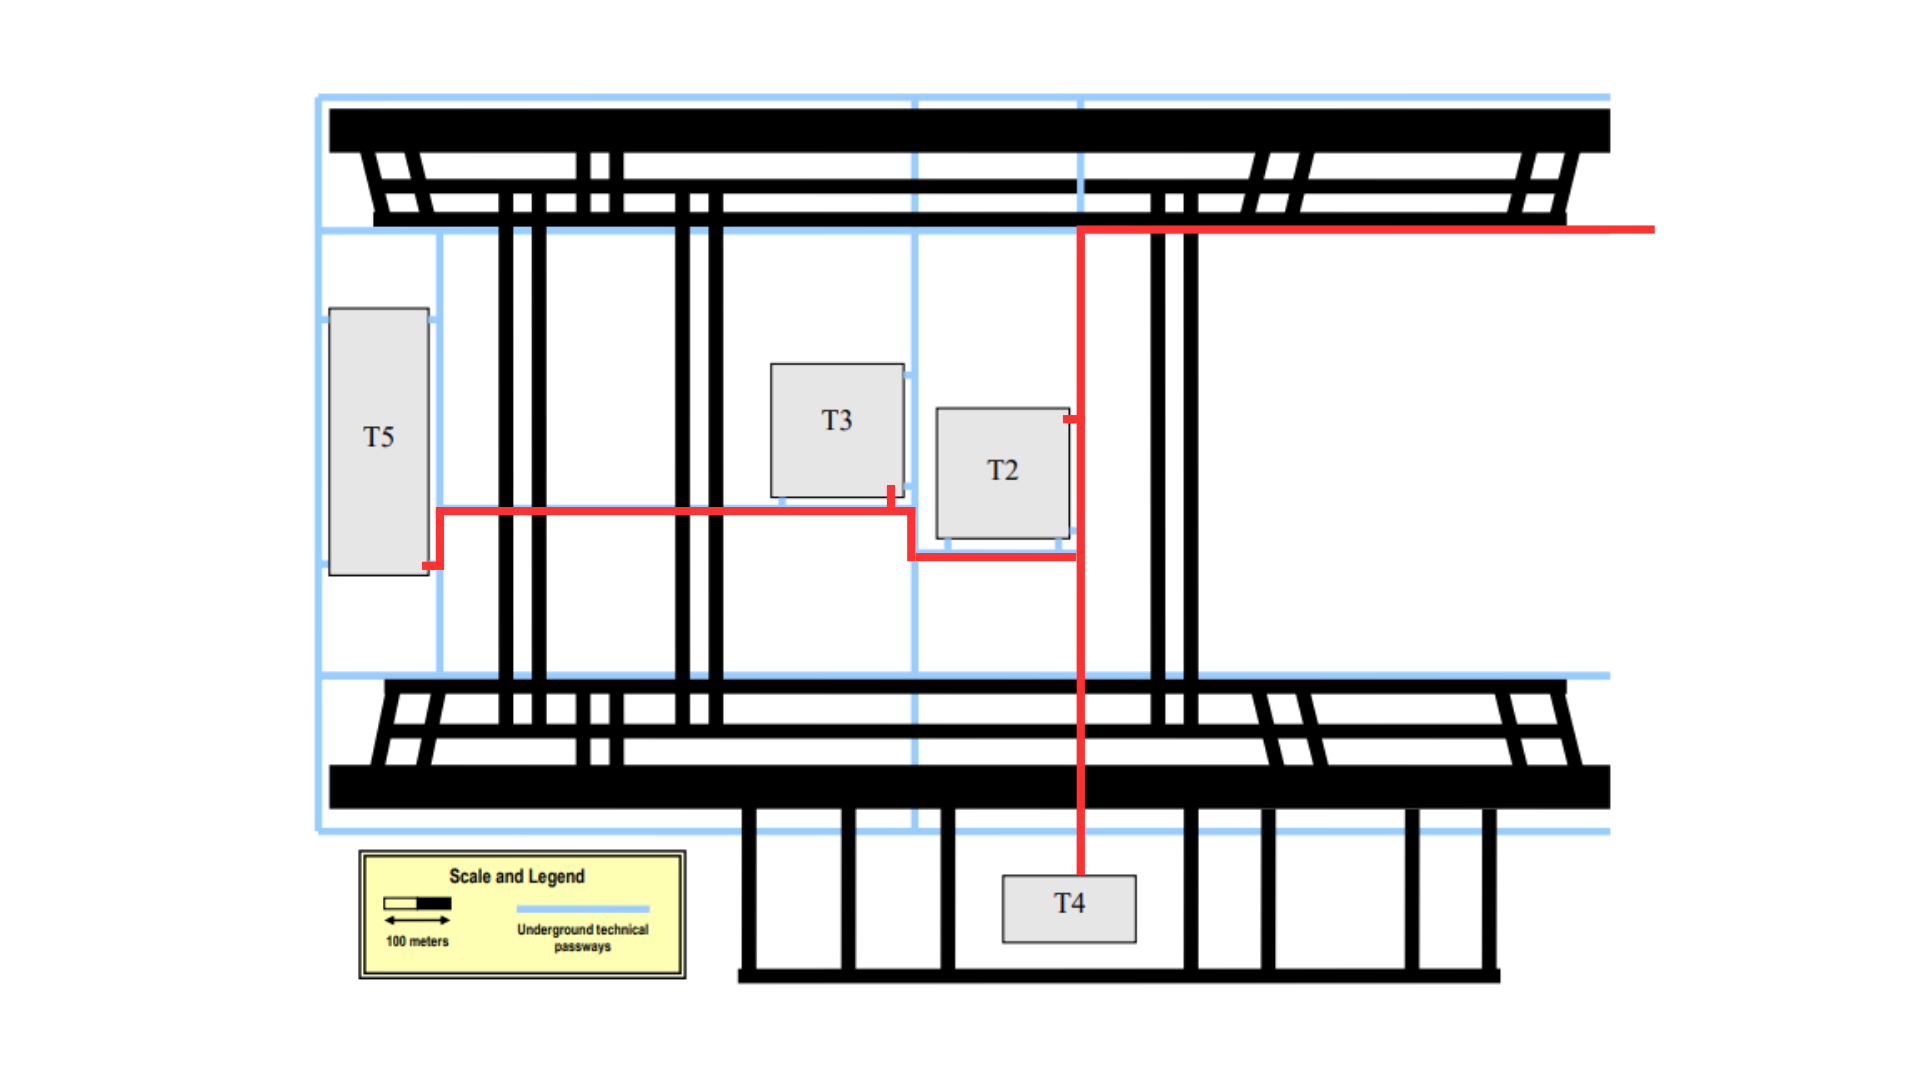 T5
T3
T2
Scale and Legend
100 meters
Underground technical
passways
T4